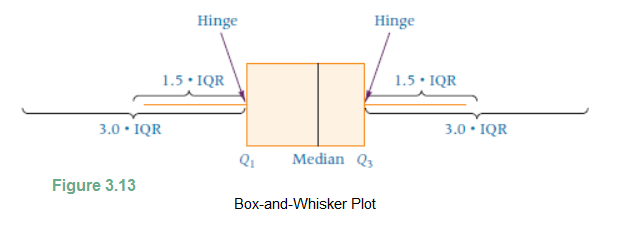 Hinge Hinge
1.5 • IQR 1.5 • IQR
3.0 • IQR 3.0 • IQR
Q1 Median Q3
Figure 3.13
Box-and-Whisker Plot